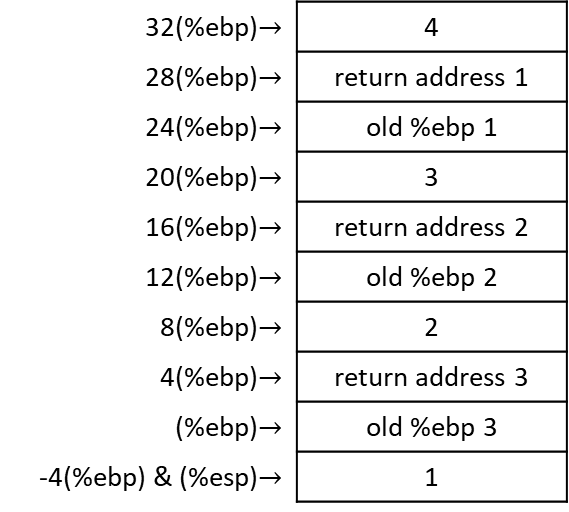 32(%ebp)→ 4
28(%ebp)→ return address 1
24(%ebp)→ old %ebp 1
20(%ebp)→ 3
16(%ebp)→ return address 2
12(%ebp)→ old %ebp 2
8(%ebp)→ 2
4(%ebp)→ return address 3
(%ebp)→ old %ebp 3
-4(%ebp) & (%esp)→ 1